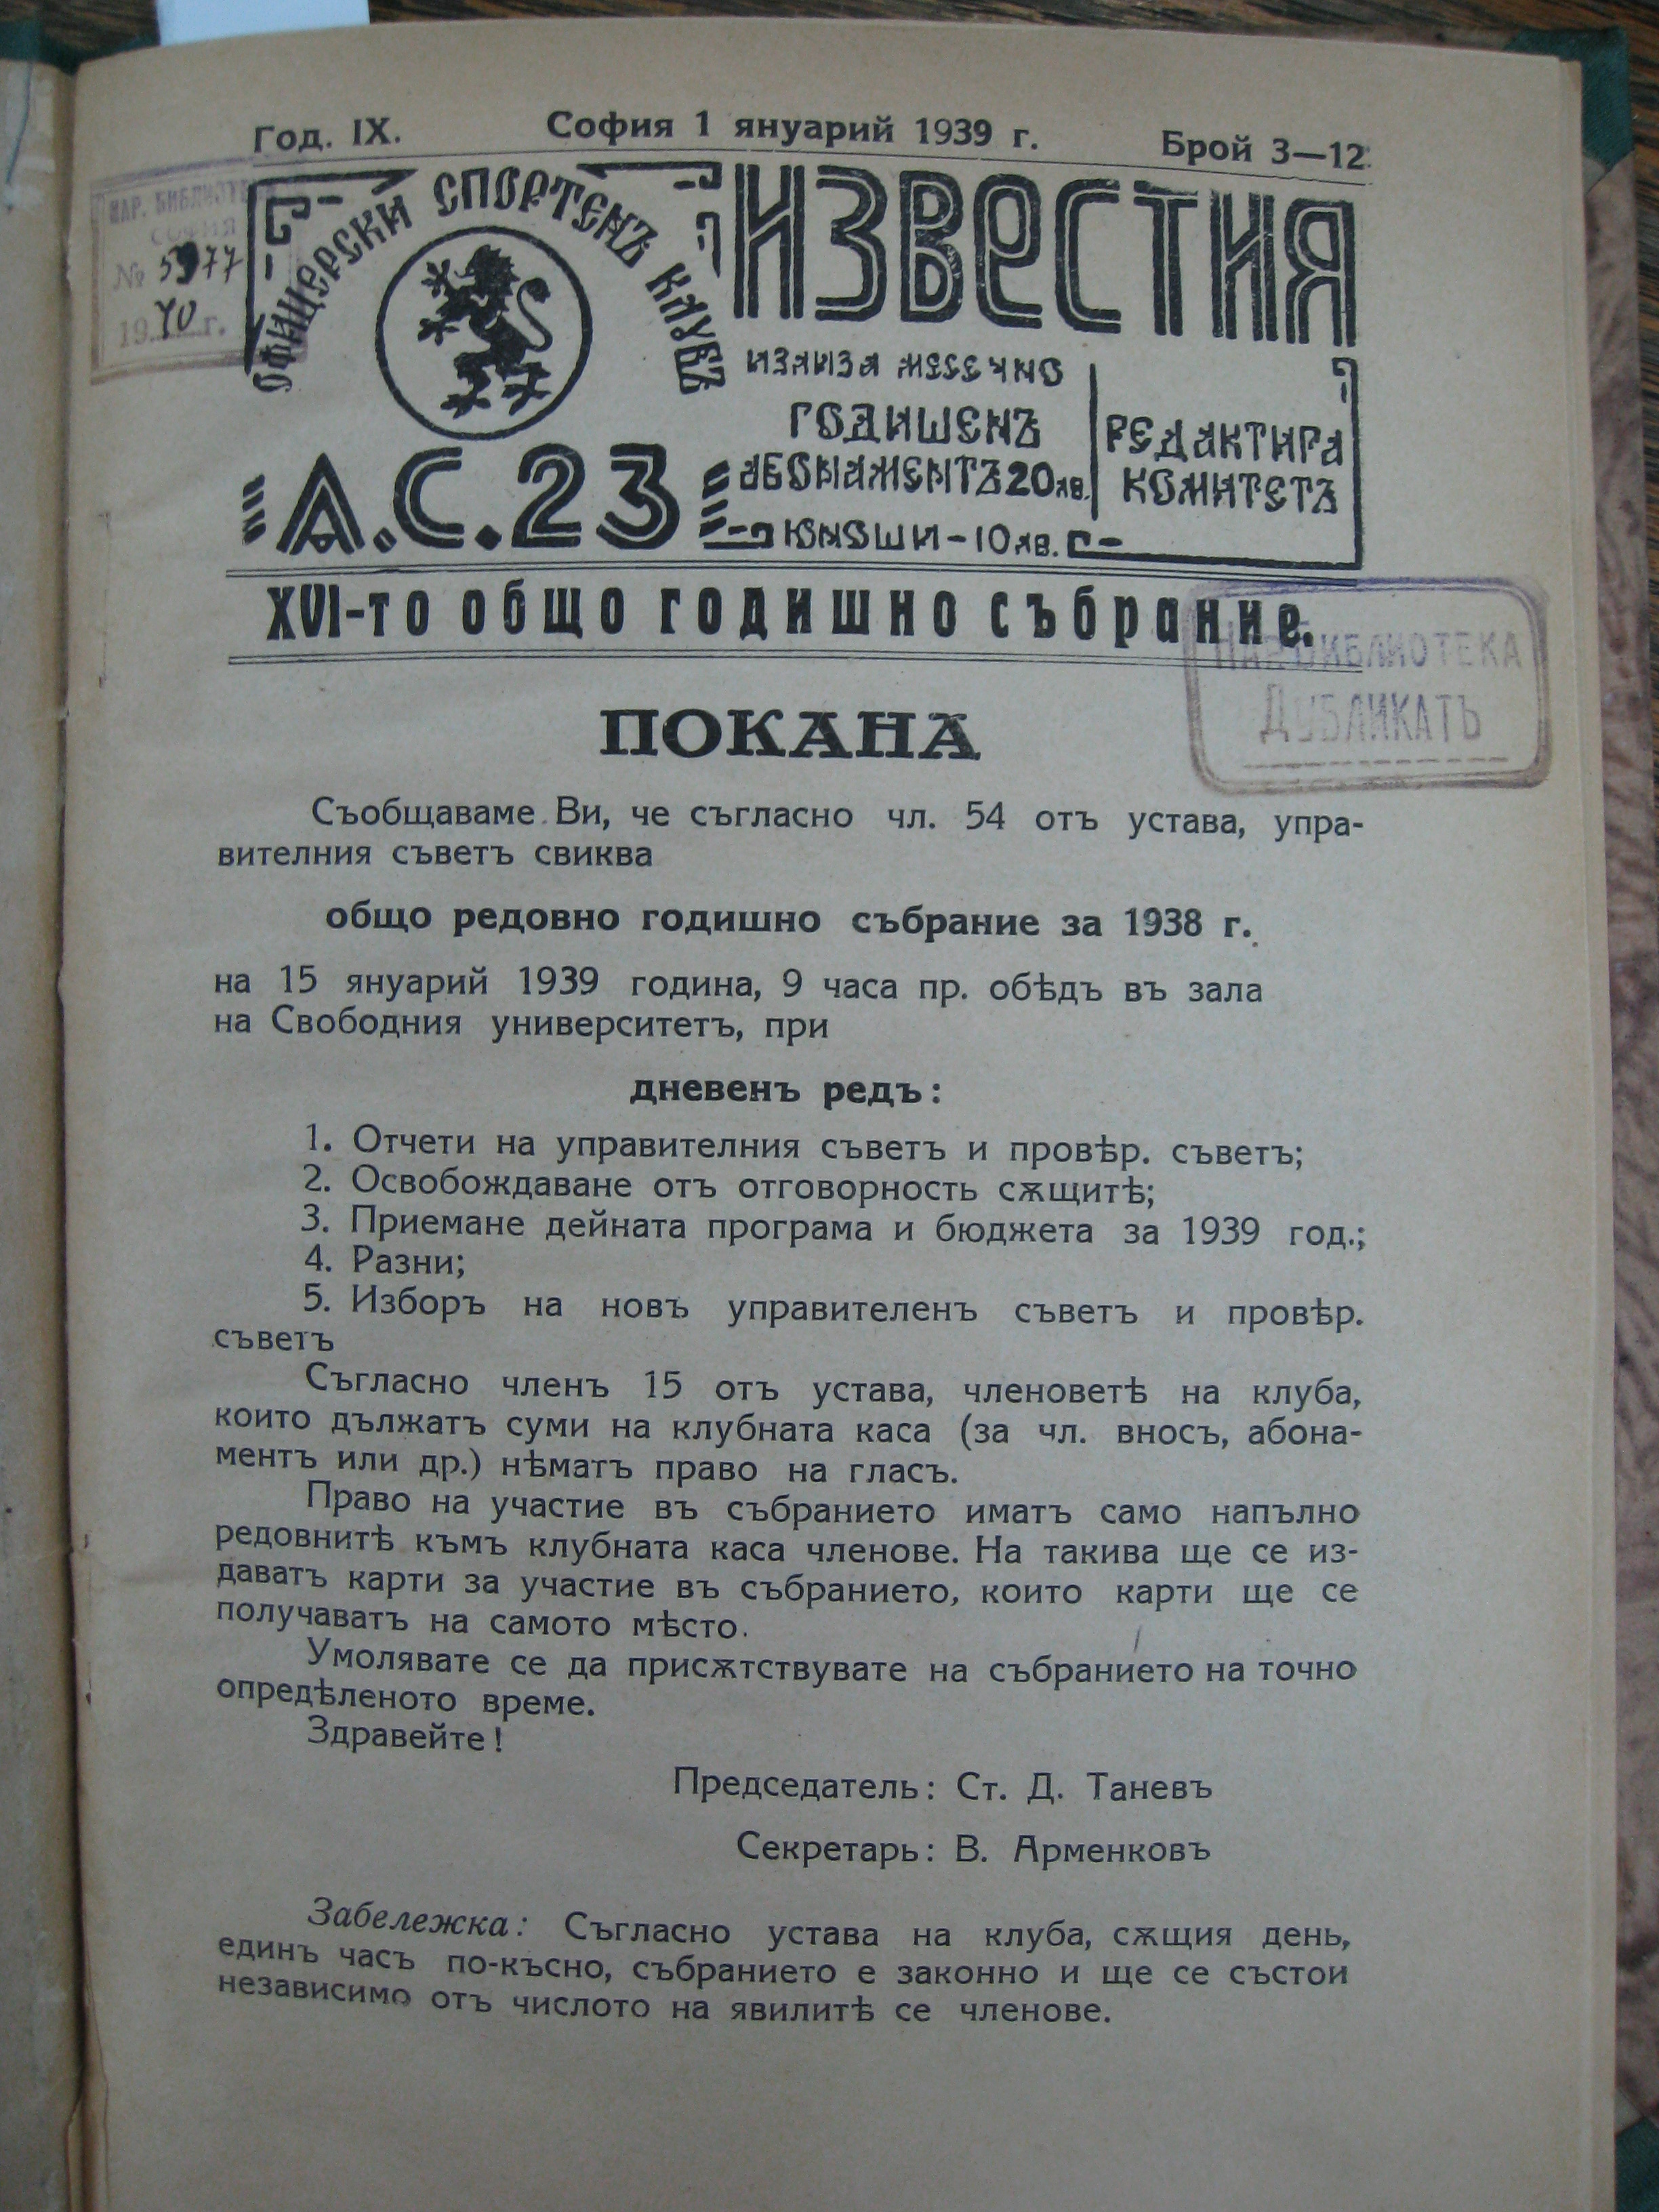 Год. IX. София 1 януарий 1939 г. Брой 3—12
НАР. БИБЛИОТЕКА
СОФИЯ
№ 5977
1940 г.
ОФИЦЕРСКИ СПОРТЕНЪ КЛУБЪ
А.С.23
ИЗВЕСТИЯ
ИЗЛИЗА МЕСЕЧНО
ГОДИШЕНЪ
АБОНАМЕНТЪ 20 ЛВ.
ЮНОШИ - 10 ЛВ.
РЕДАКТИРА
КОМИТЕТЪ
XVI-то общо годишно събрание.
НАР. БИБЛИОТЕКА
ДУБЛИКАТЪ
ПОКАНА
Съобщаваме Ви, че съгласно чл. 54 отъ устава, упра-
вителния съветъ свиква
общо редовно годишно събрание за 1938 г.
на 15 януарий 1939 година, 9 часа пр. обѣдъ въ зала
на Свободния университетъ, при
дневенъ редъ:
1. Отчети на управителния съветъ и провѣр. съветъ;
2. Освобождаване отъ отговорность сѫщитѣ;
3. Приемане дейната програма и бюджета за 1939 год.;
4. Разни;
5. Изборъ на новъ управителенъ съветъ и провѣр.
съветъ
Съгласно членъ 15 отъ устава, членоветѣ на клуба,
които дължатъ суми на клубната каса (за чл. вносъ, абона-
ментъ или др.) нѣматъ право на гласъ.
Право на участие въ събранието иматъ само напълно
редовнитѣ къмъ клубната каса членове. На такива ще се из-
даватъ карти за участие въ събранието, които карти ще се
получаватъ на самото мѣсто.
Умолявате се да присѫтствувате на събранието на точно
опредѣленото време.
Здравейте!
Председатель: Ст. Д. Таневъ
Секретарь: В. Арменковъ
Забележка: Съгласно устава на клуба, сѫщия день,
единъ часъ по-късно, събранието е законно и ще се състои
независимо отъ числото на явилитѣ се членове.